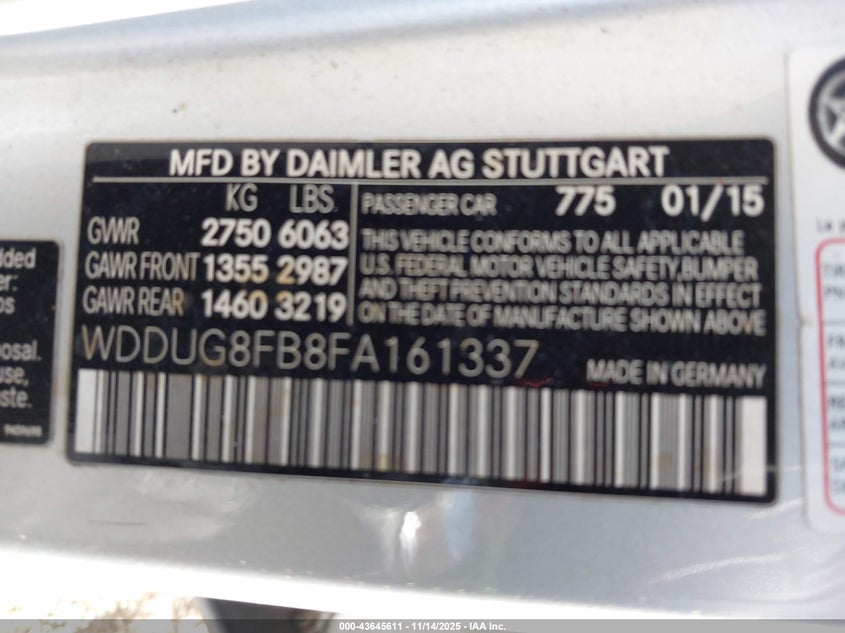 MFD BY DAIMLER AG STUTTGART
KG LBS
GVWR 2750 6063
GAWR FRONT 1355 2987
GAWR REAR 1460 3219
PASSENGER CAR 775 01/15
THIS VEHICLE CONFORMS TO ALL APPLICABLE
U.S. FEDERAL MOTOR VEHICLE SAFETY, BUMPER
AND THEFT PREVENTION STANDARDS IN EFFECT
ON THE DATE OF MANUFACTURE SHOWN ABOVE
WDDUG8FB8FA161337
MADE IN GERMANY
000-43645611 - 11/14/2025 - IAA Inc.